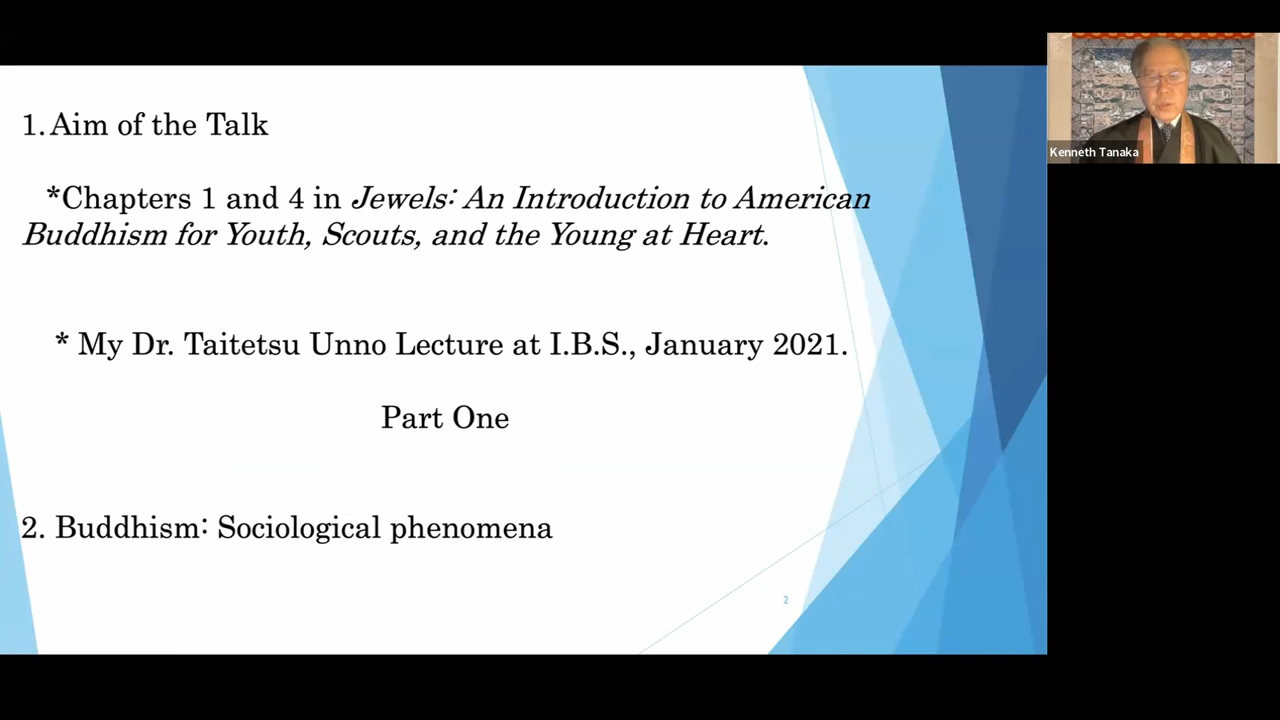 1. Aim of the Talk
*Chapters 1 and 4 in Jewels: An Introduction to American
Buddhism for Youth, Scouts, and the Young at Heart.
* My Dr. Taitetsu Unno Lecture at I.B.S., January 2021.
Part One
2. Buddhism: Sociological phenomena
2
Kenneth Tanaka